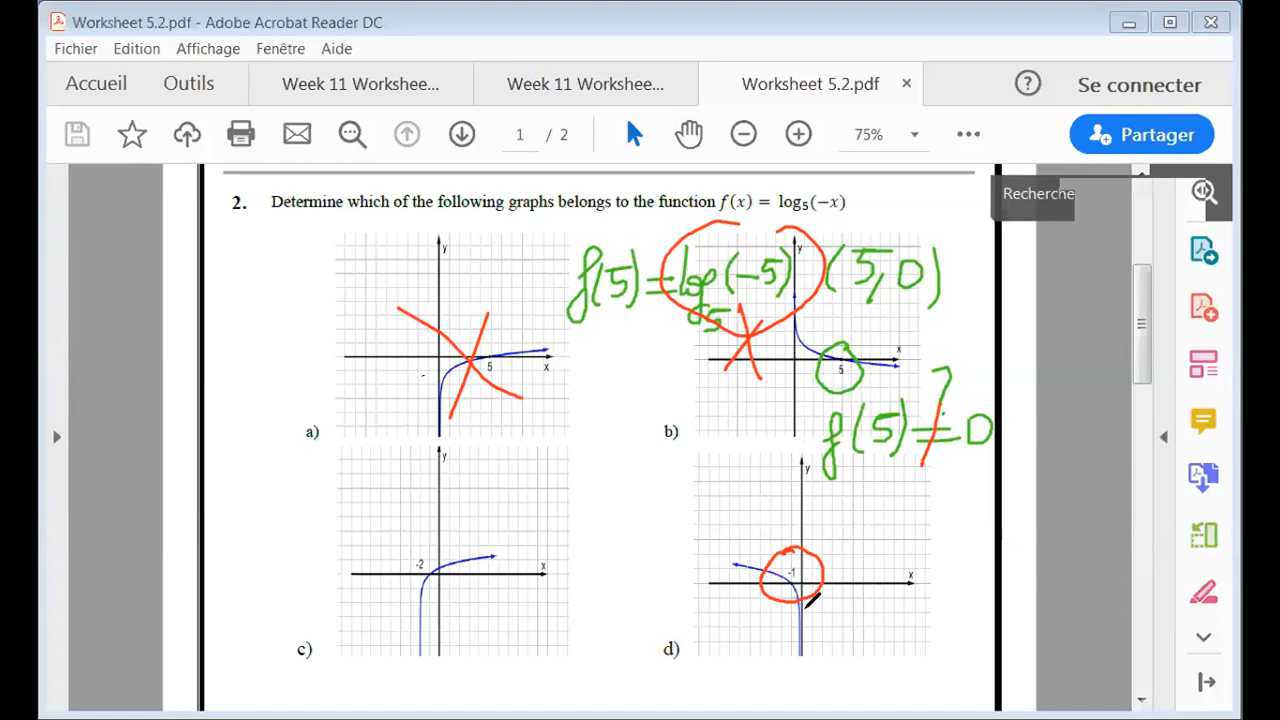 Worksheet 5.2.pdf - Adobe Acrobat Reader DC
Fichier Edition Affichage Fenêtre Aide
Accueil Outils Week 11 Workshee... Week 11 Workshee... Worksheet 5.2.pdf × ? Se connecter
1 / 2 75% Partager
Recherche
2. Determine which of the following graphs belongs to the function f(x) = log₅(−x)
y
f(5) = log₅(−5) (5,0)
y
x
5
a)
x
5
b)
?
f(5) ≠ 0
y
-2
x
c)
y
-1
x
d)